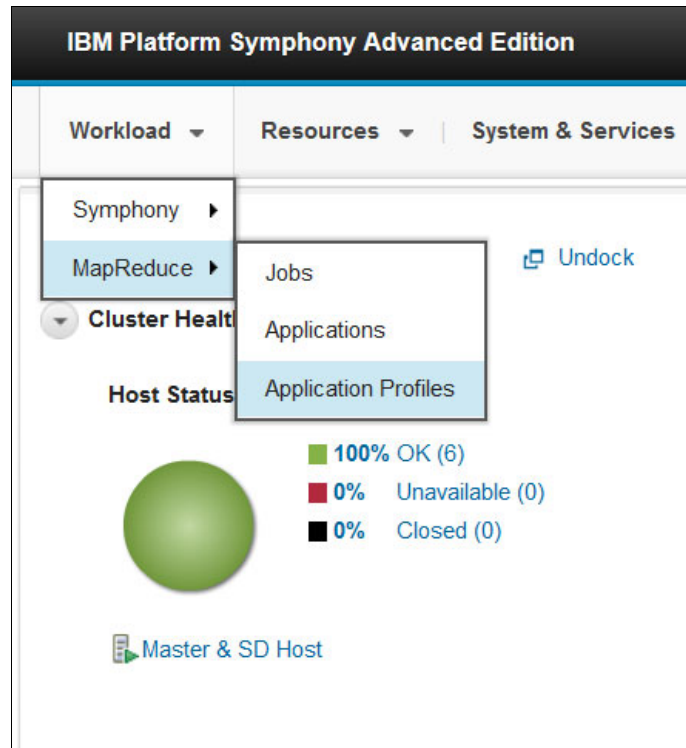 IBM Platform Symphony Advanced Edition
Workload Resources System & Services
Symphony
MapReduce
Jobs
Applications
Application Profiles
Undock
Cluster
Host Status
100% OK (6)
0% Unavailable (0)
0% Closed (0)
Master & SD Host